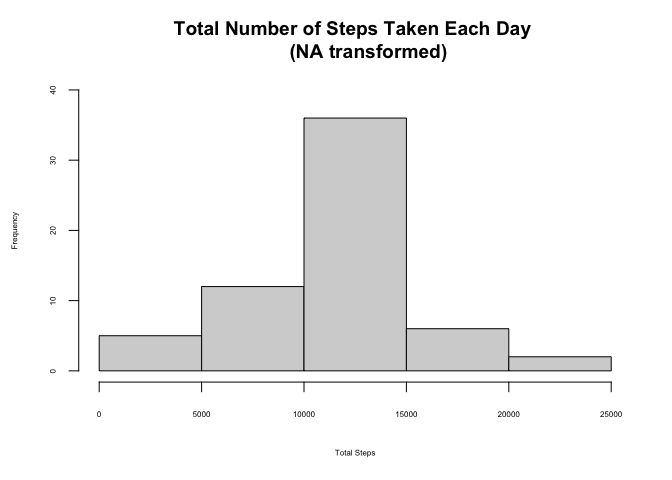 Total Number of Steps Taken Each Day
(NA transformed)
40
30
20
10
0
Frequency
0 5000 10000 15000 20000 25000
Total Steps